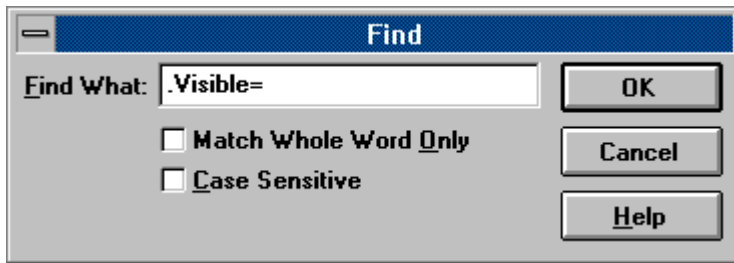 Find
Find What: .Visible= OK
Match Whole Word Only
Cancel
Case Sensitive
Help